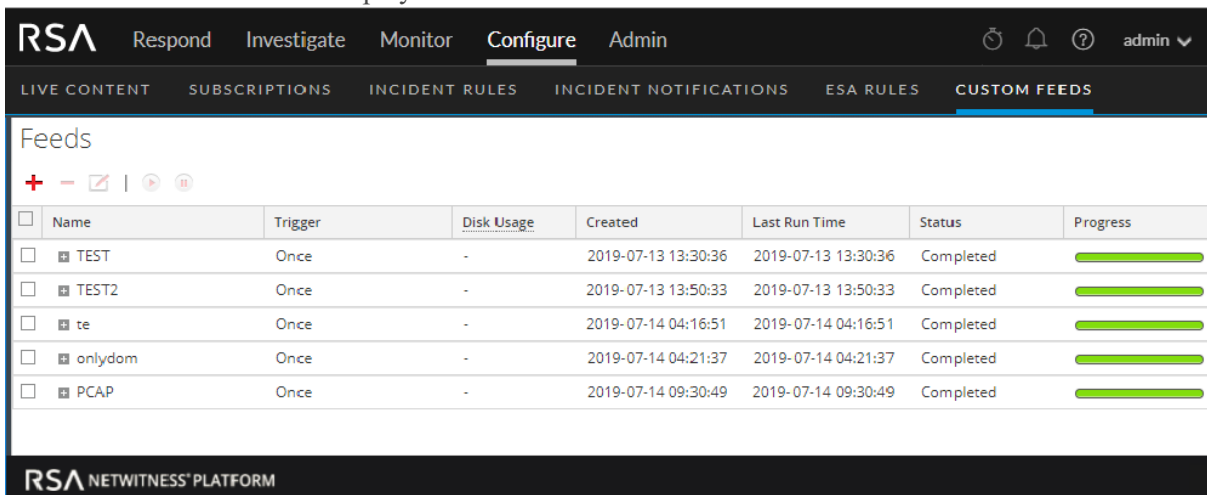 RSA Respond Investigate Monitor Configure Admin admin
LIVE CONTENT SUBSCRIPTIONS INCIDENT RULES INCIDENT NOTIFICATIONS ESA RULES CUSTOM FEEDS
Feeds
Name Trigger Disk Usage Created Last Run Time Status Progress
TEST Once - 2019-07-13 13:30:36 2019-07-13 13:30:36 Completed
TEST2 Once - 2019-07-13 13:50:33 2019-07-13 13:50:33 Completed
te Once - 2019-07-14 04:16:51 2019-07-14 04:16:51 Completed
onlydom Once - 2019-07-14 04:21:37 2019-07-14 04:21:37 Completed
PCAP Once - 2019-07-14 09:30:49 2019-07-14 09:30:49 Completed
RSA NETWITNESS® PLATFORM